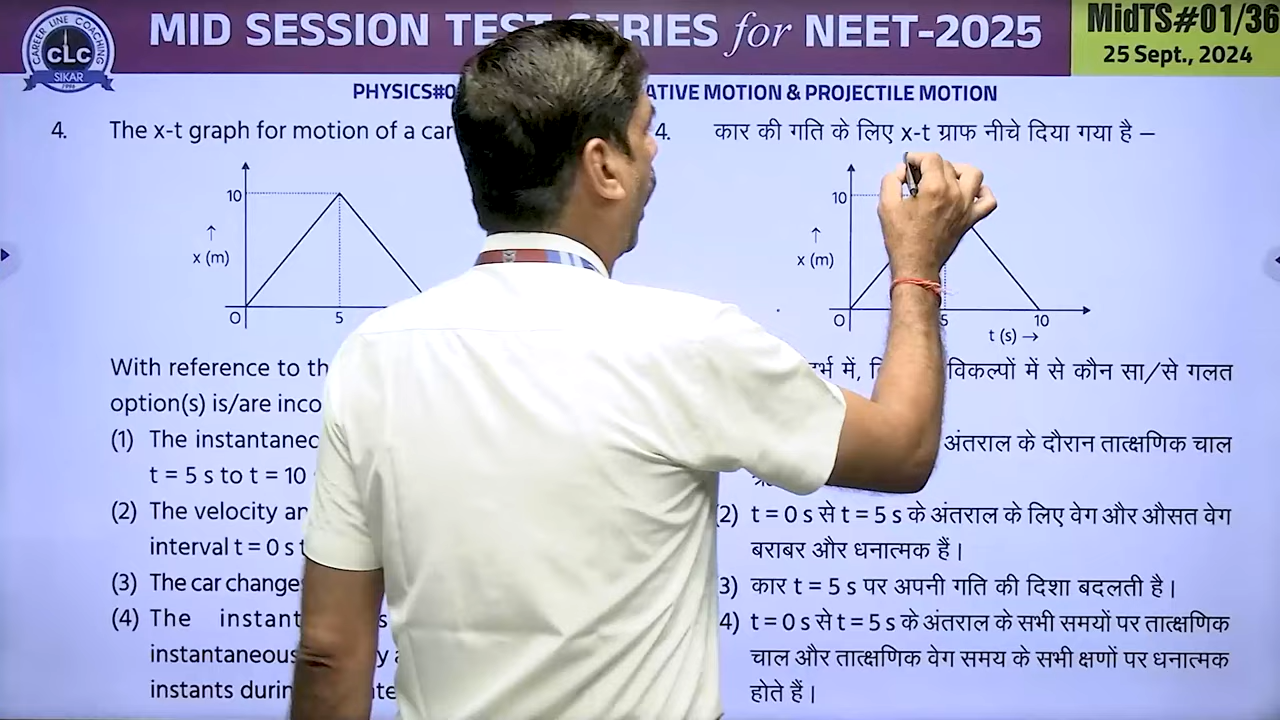 CAREER LINE COACHING
CLC
SIKAR
1996
MID SESSION TEST SERIES for NEET-2025
MidTS#01/36
25 Sept., 2024
PHYSICS#0 ATIVE MOTION & PROJECTILE MOTION
4. The x-t graph for motion of a car
10
↑
x (m)
O
5
With reference to th
option(s) is/are inco
(1) The instantaneo
t = 5 s to t = 10
(2) The velocity an
interval t = 0 s t
(3) The car changes
(4) The instant s
instantaneous y a
instants durin te
4. कार की गति के लिए x-t ग्राफ नीचे दिया गया है –
10
↑
x (m)
O
5
10
t (s) →
र्भ में, नि विकल्पों में से कौन सा/से गलत
अंतराल के दौरान तात्क्षणिक चाल
2) t = 0 s से t = 5 s के अंतराल के लिए वेग और औसत वेग
बराबर और धनात्मक हैं।
3) कार t = 5 s पर अपनी गति की दिशा बदलती है।
4) t = 0 s से t = 5 s के अंतराल के सभी समयों पर तात्क्षणिक
चाल और तात्क्षणिक वेग समय के सभी क्षणों पर धनात्मक
होते हैं।